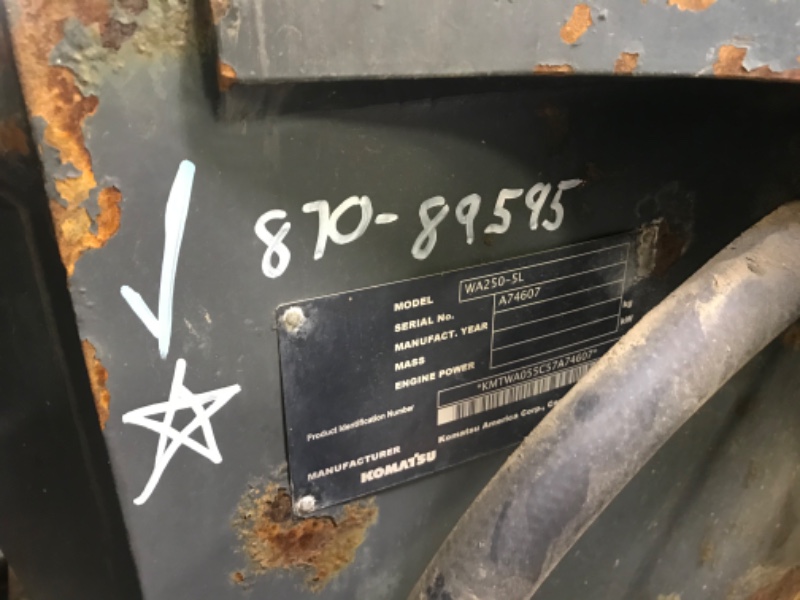 870-89595
MODEL WA250-5L
SERIAL No. A74607
MANUFACT. YEAR
MASS kg
ENGINE POWER kW
Product Identification Number *KMTWA055CS7A74607*
Komatsu America Corp.,
MANUFACTURER
KOMATSU